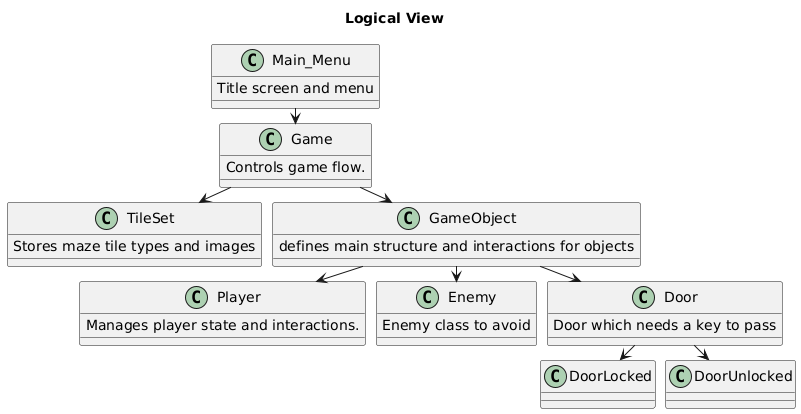 Logical View
C Main_Menu
Title screen and menu
C Game
Controls game flow.
C TileSet
Stores maze tile types and images
C GameObject
defines main structure and interactions for objects
C Player
Manages player state and interactions.
C Enemy
Enemy class to avoid
C Door
Door which needs a key to pass
C DoorLocked
C DoorUnlocked